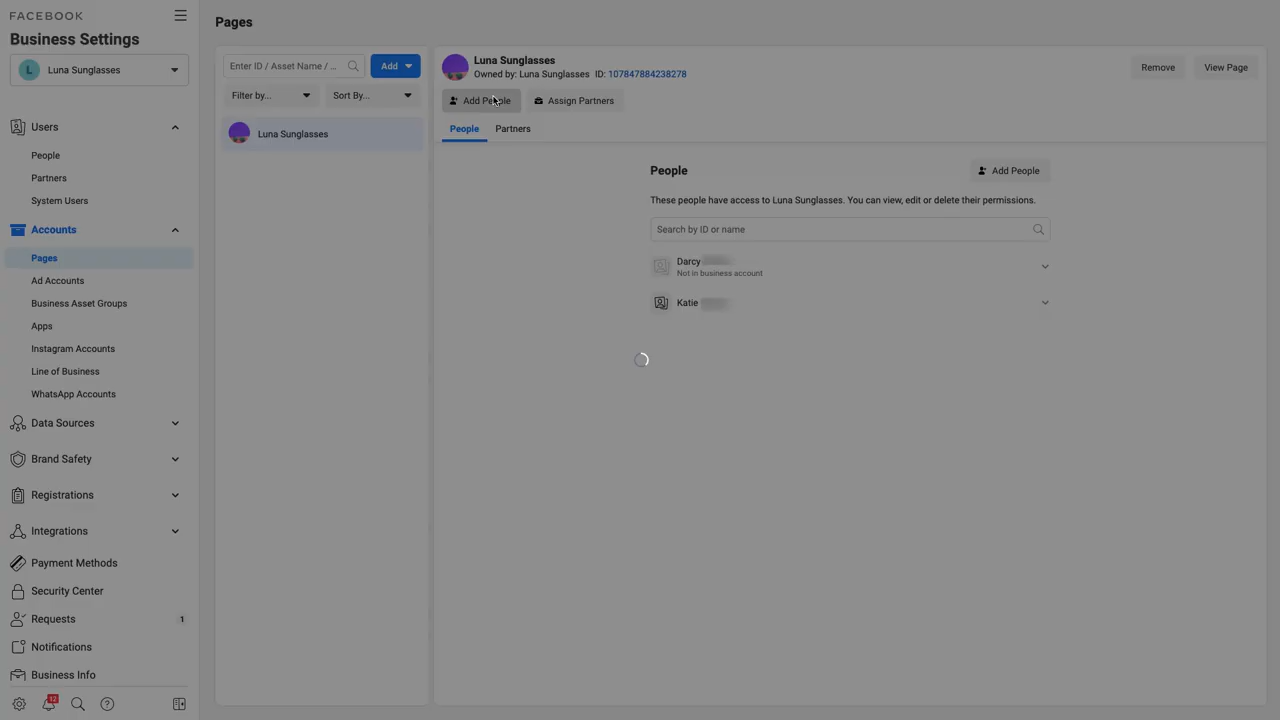 FACEBOOK
Business Settings
L Luna Sunglasses
Users
People
Partners
System Users
Accounts
Pages
Ad Accounts
Business Asset Groups
Apps
Instagram Accounts
Line of Business
WhatsApp Accounts
Data Sources
Brand Safety
Registrations
Integrations
Payment Methods
Security Center
Requests 1
Notifications
Business Info
Pages
Enter ID / Asset Name / ...
Add
Filter by...
Sort By...
Luna Sunglasses
Luna Sunglasses
Owned by: Luna Sunglasses ID: 107847884238278
Remove
View Page
Add People
Assign Partners
People
Partners
People
Add People
These people have access to Luna Sunglasses. You can view, edit or delete their permissions.
Search by ID or name
Darcy
Not in business account
Katie